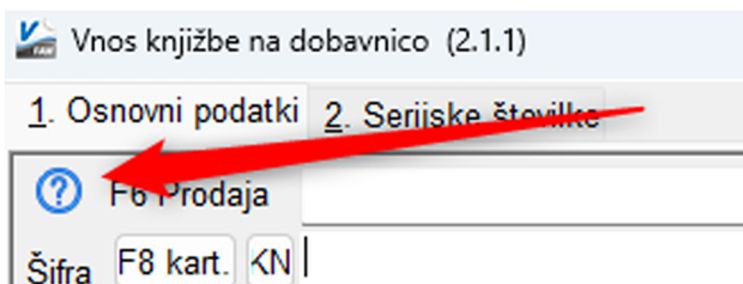 Vnos knjižbe na dobavnico (2.1.1)
1. Osnovni podatki 2. Serijske številke
F6 Prodaja
Šifra F8 kart. KN